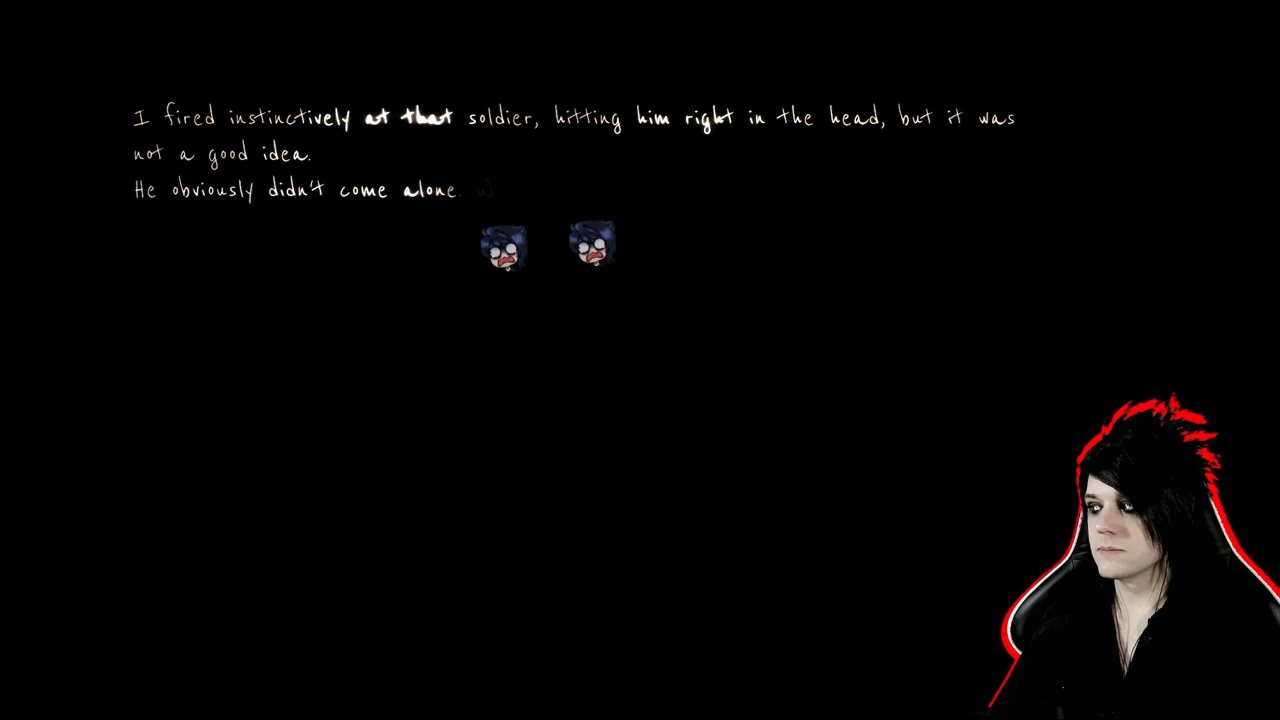 I fired instinctively at that soldier, hitting him right in the head, but it was
not a good idea.
He obviously didn't come alone.